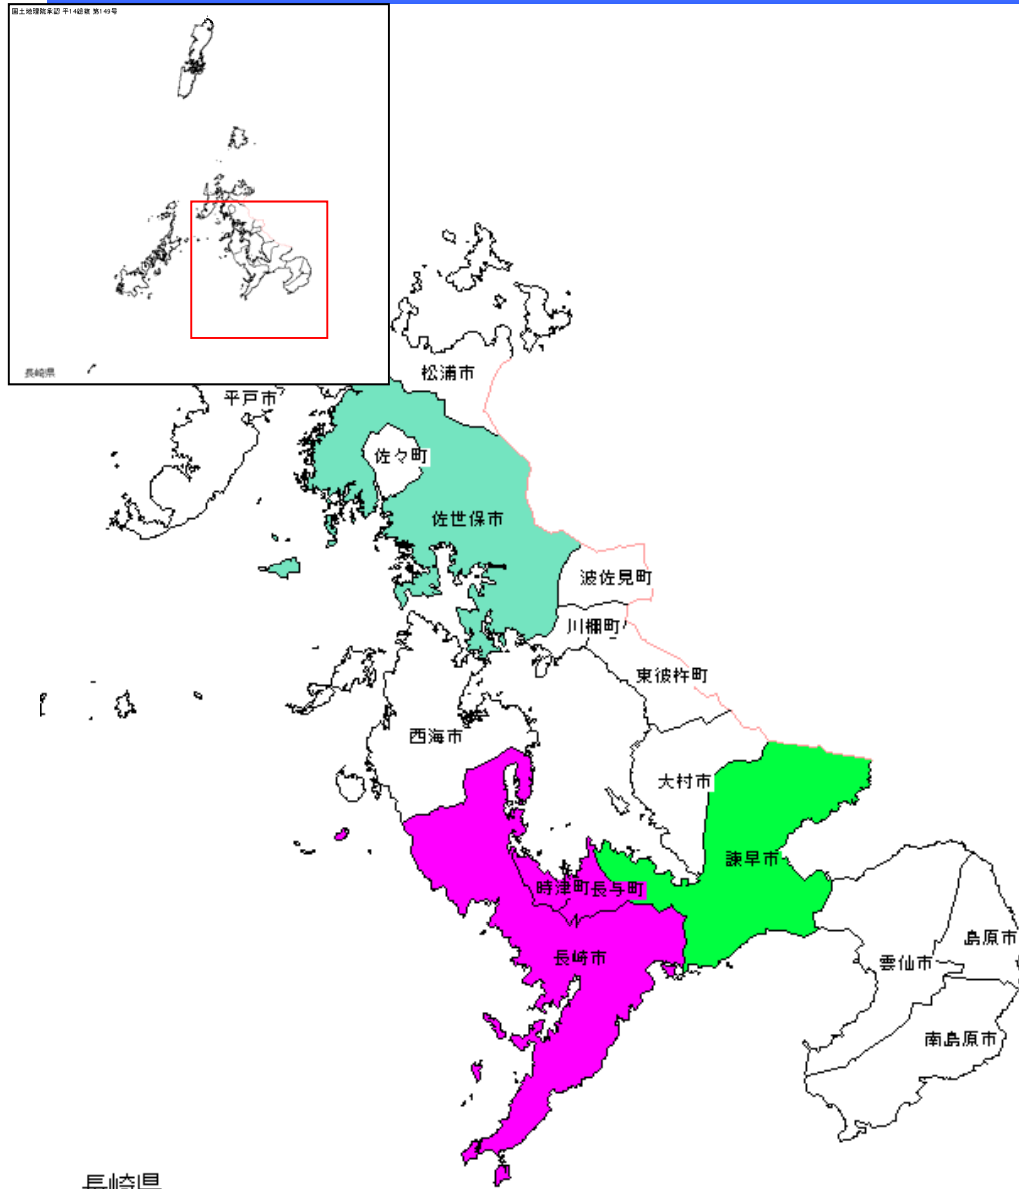 国土地理院承認 平14総複 第149号
長崎県
松浦市
平戸市
佐々町
佐世保市
波佐見町
川棚町
東彼杵町
西海市
大村市
諫早市
時津町
長与町
長崎市
島原市
雲仙市
南島原市
長崎県